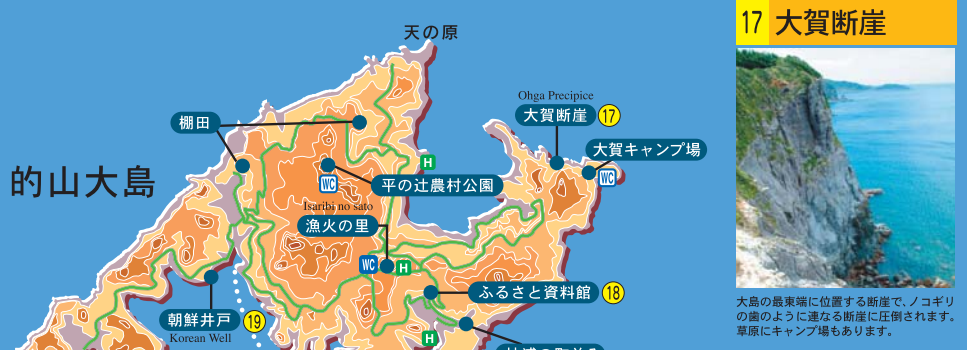 天の原
17 大賀断崖
Ohga Precipice
大賀断崖 17
棚田
大賀キャンプ場
H
WC
WC
平の辻農村公園
的山大島
Isaribi no sato
漁火の里
WC H
ふるさと資料館 18
朝鮮井戸 19
Korean Well
H
大島の最東端に位置する断崖で、ノコギリ
の歯のように連なる断崖に圧倒されます。
草原にキャンプ場もあります。